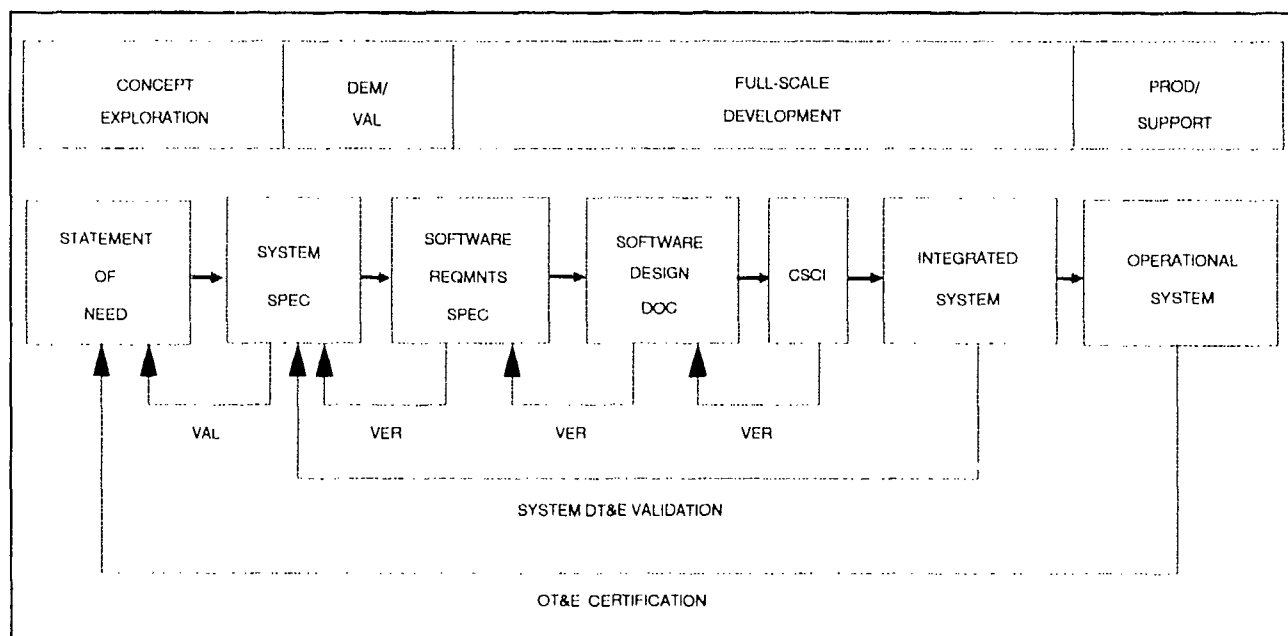 CONCEPT
EXPLORATION
DEM/
VAL
FULL-SCALE
DEVELOPMENT
PROD/
SUPPORT
STATEMENT
OF
NEED
SYSTEM
SPEC
SOFTWARE
REQMNTS
SPEC
SOFTWARE
DESIGN
DOC
CSCI
INTEGRATED
SYSTEM
OPERATIONAL
SYSTEM
VAL
VER
VER
VER
SYSTEM DT&E VALIDATION
OT&E CERTIFICATION